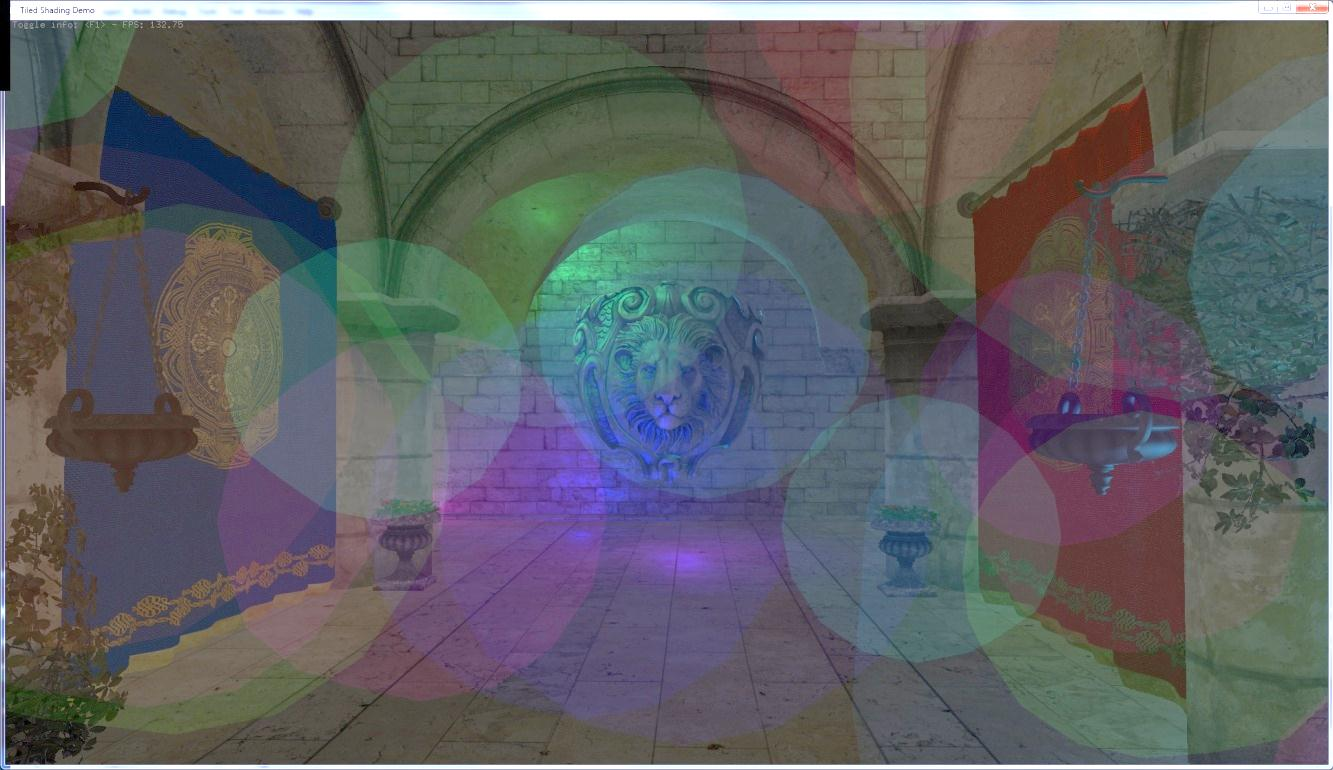 Tiled Shading Demo
Toggle info: <F1> - FPS: 132.75